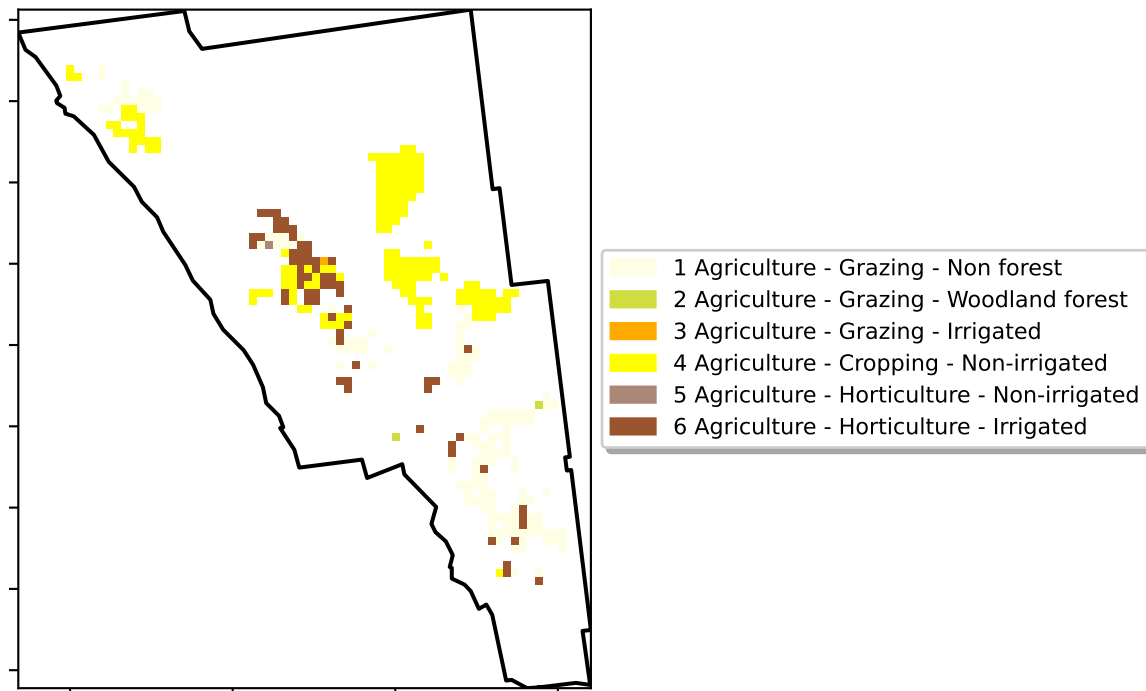 1 Agriculture - Grazing - Non forest
2 Agriculture - Grazing - Woodland forest
3 Agriculture - Grazing - Irrigated
4 Agriculture - Cropping - Non-irrigated
5 Agriculture - Horticulture - Non-irrigated
6 Agriculture - Horticulture - Irrigated